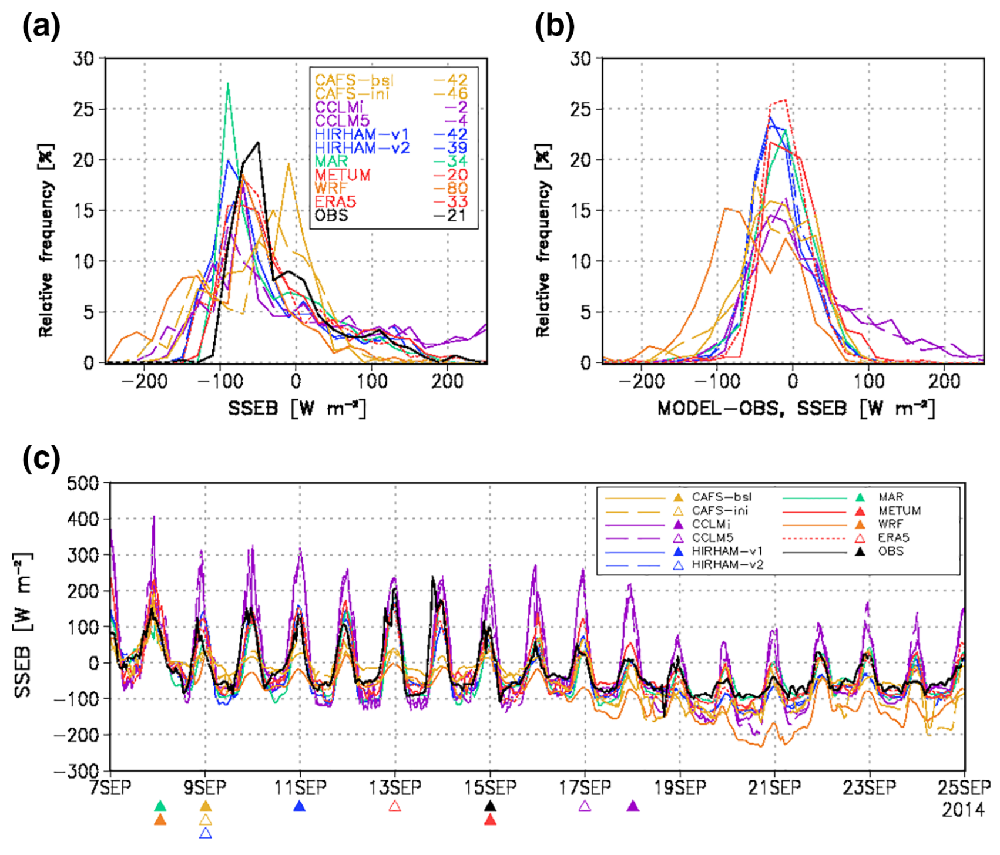 (a)
30
25
20
15
10
5
0
Relative frequency [%]
CAFS-bsl -42
CAFS-ini -46
CCLMi -2
CCLM5 -4
HIRHAM-v1 -42
HIRHAM-v2 -39
MAR -34
METUM -20
WRF -80
ERA5 -33
OBS -21
-200 -100 0 100 200
SSEB [W m⁻²]
(b)
30
25
20
15
10
5
0
Relative frequency [%]
-200 -100 0 100 200
MODEL-OBS, SSEB [W m⁻²]
(c)
500
400
300
200
100
0
-100
-200
-300
SSEB [W m⁻²]
CAFS-bsl
CAFS-ini
CCLMi
CCLM5
HIRHAM-v1
HIRHAM-v2
MAR
METUM
WRF
ERA5
OBS
7SEP 9SEP 11SEP 13SEP 15SEP 17SEP 19SEP 21SEP 23SEP 25SEP
2014